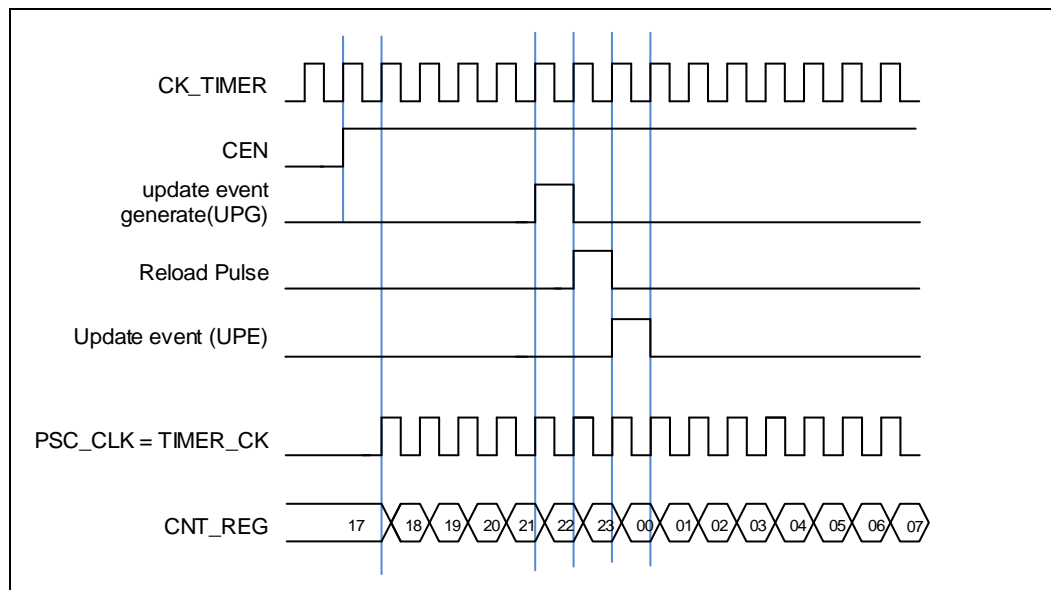 CK_TIMER
CEN
update event
generate(UPG)
Reload Pulse
Update event (UPE)
PSC_CLK = TIMER_CK
CNT_REG 17 18 19 20 21 22 23 00 01 02 03 04 05 06 07